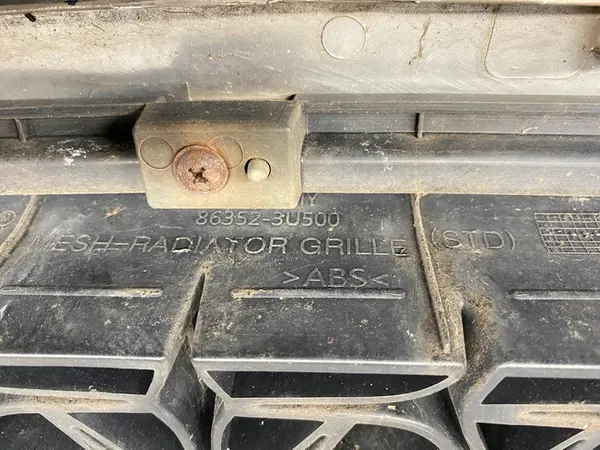 86352-3U500
MESH-RADIATOR GRILLE (STD)
>ABS<